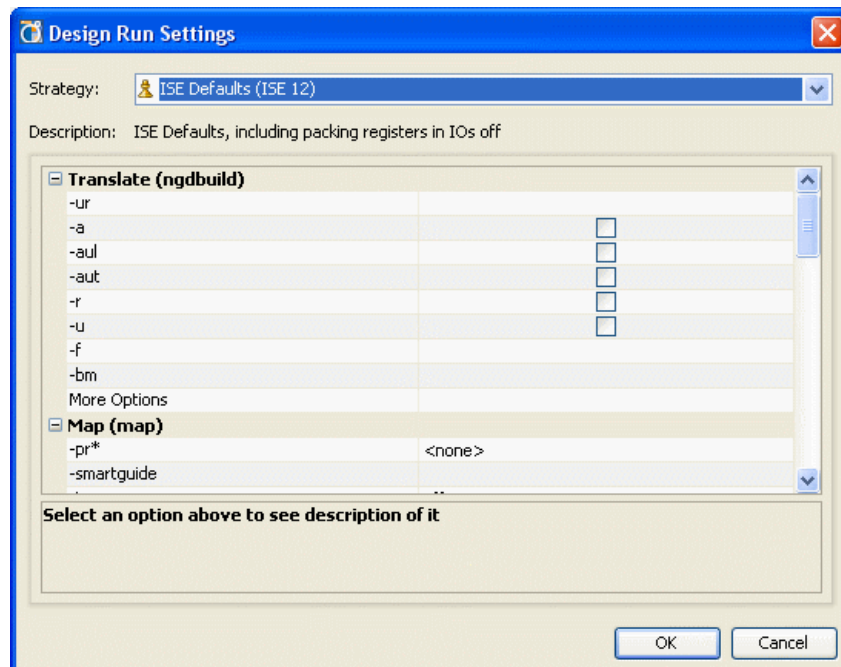 Design Run Settings
Strategy: ISE Defaults (ISE 12)
Description: ISE Defaults, including packing registers in IOs off
Translate (ngdbuild)
-ur
-a
-aul
-aut
-r
-u
-f
-bm
More Options
Map (map)
-pr* <none>
-smartguide
Select an option above to see description of it
OK Cancel